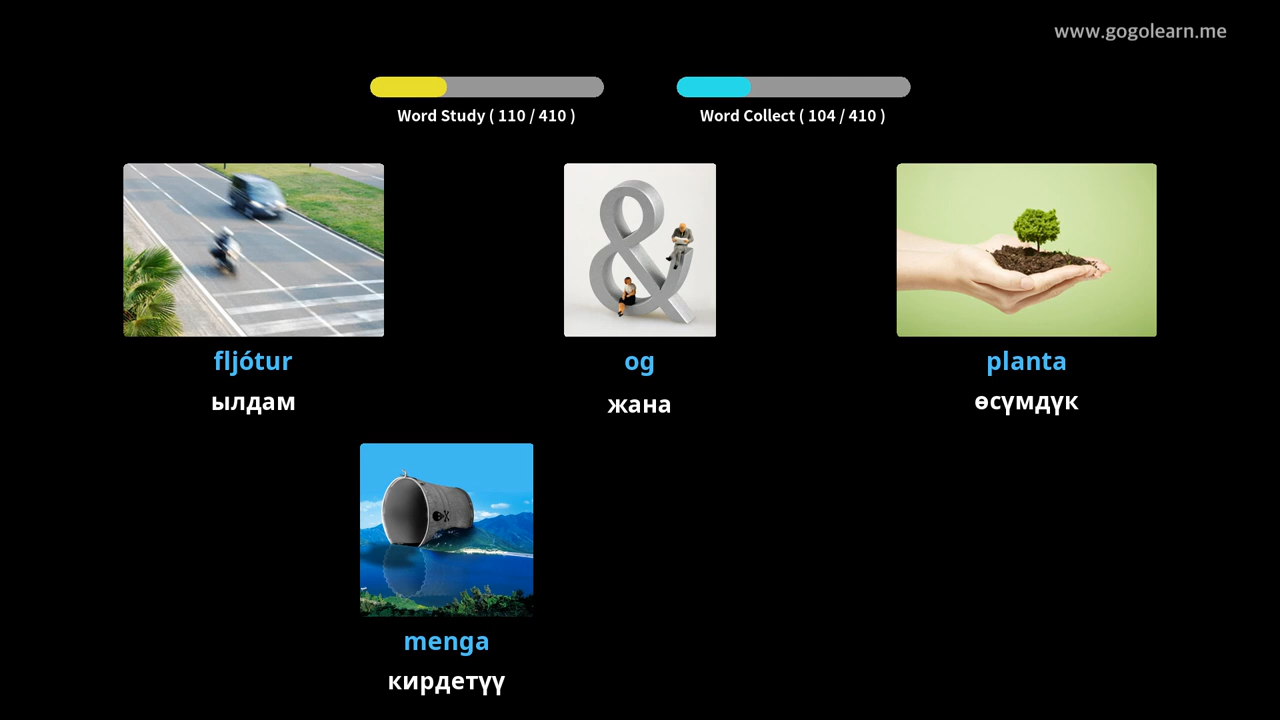 www.gogolearn.me
Word Study ( 110 / 410 )
Word Collect ( 104 / 410 )
fljótur
ылдам
og
жана
planta
өсүмдүк
menga
кирдетүү